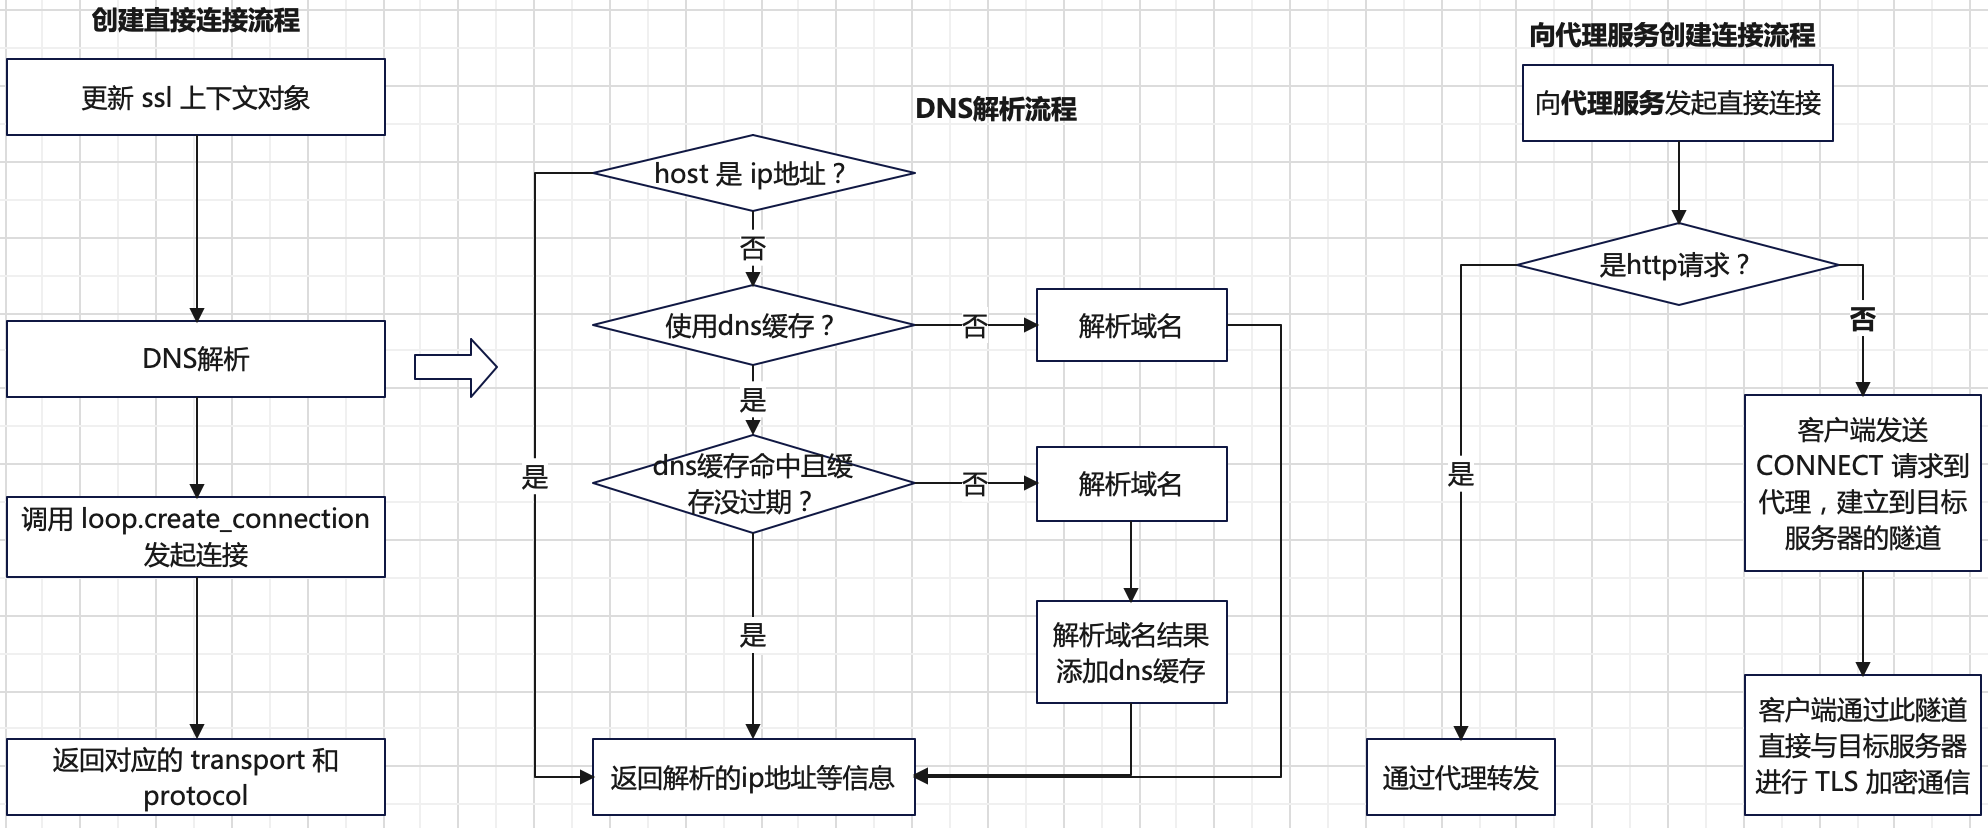 创建直接连接流程
更新 ssl 上下文对象
DNS解析
调用 loop.create_connection
发起连接
返回对应的 transport 和
protocol
DNS解析流程
host 是 ip地址？
否
是
使用dns缓存？
否
解析域名
是
dns缓存命中且缓
存没过期？
否
解析域名
解析域名结果
添加dns缓存
是
返回解析的ip地址等信息
向代理服务创建连接流程
向代理服务发起直接连接
是http请求？
是
否
通过代理转发
客户端发送
CONNECT 请求到
代理，建立到目标
服务器的隧道
客户端通过此隧道
直接与目标服务器
进行 TLS 加密通信